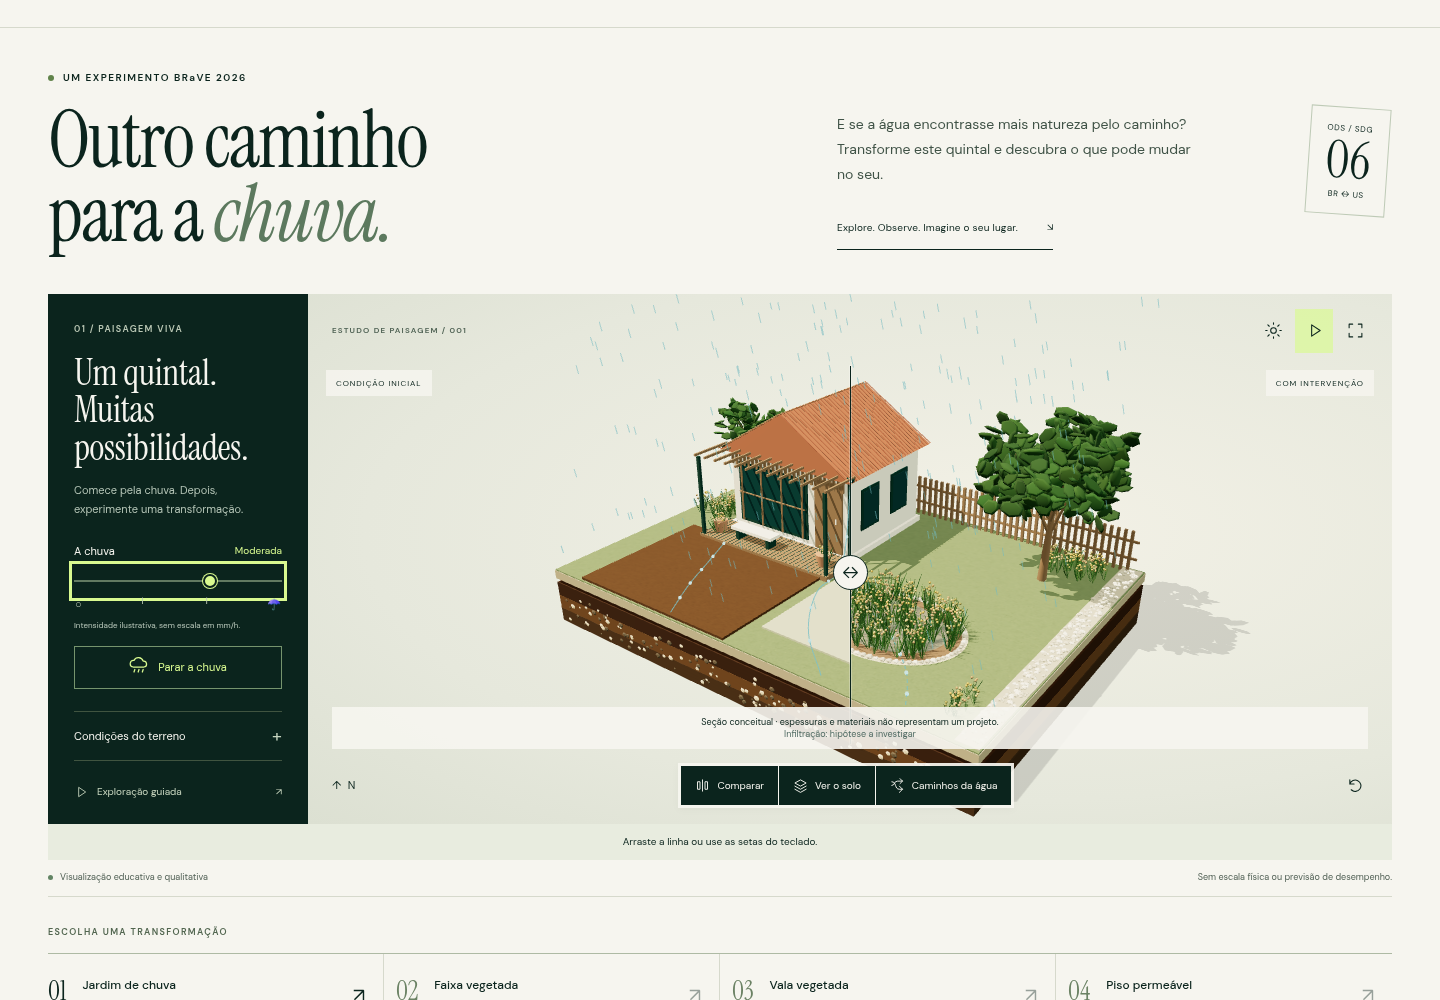 UM EXPERIMENTO BRaVE 2026
Outro caminho
para a chuva.
E se a água encontrasse mais natureza pelo caminho?
Transforme este quintal e descubra o que pode mudar
no seu.
Explore. Observe. Imagine o seu lugar.
ODS / SDG
06
BR ↔ US
01 / PAISAGEM VIVA
Um quintal.
Muitas
possibilidades.
Comece pela chuva. Depois,
experimente uma transformação.
A chuva
Moderada
Intensidade ilustrativa, sem escala em mm/h.
Parar a chuva
Condições do terreno
+
Exploração guiada
ESTUDO DE PAISAGEM / 001
CONDIÇÃO INICIAL
COM INTERVENÇÃO
Seção conceitual · espessuras e materiais não representam um projeto.
Infiltração: hipótese a investigar
↑ N
Comparar
Ver o solo
Caminhos da água
Arraste a linha ou use as setas do teclado.
Visualização educativa e qualitativa
Sem escala física ou previsão de desempenho.
ESCOLHA UMA TRANSFORMAÇÃO
01 Jardim de chuva
02 Faixa vegetada
03 Vala vegetada
04 Piso permeável